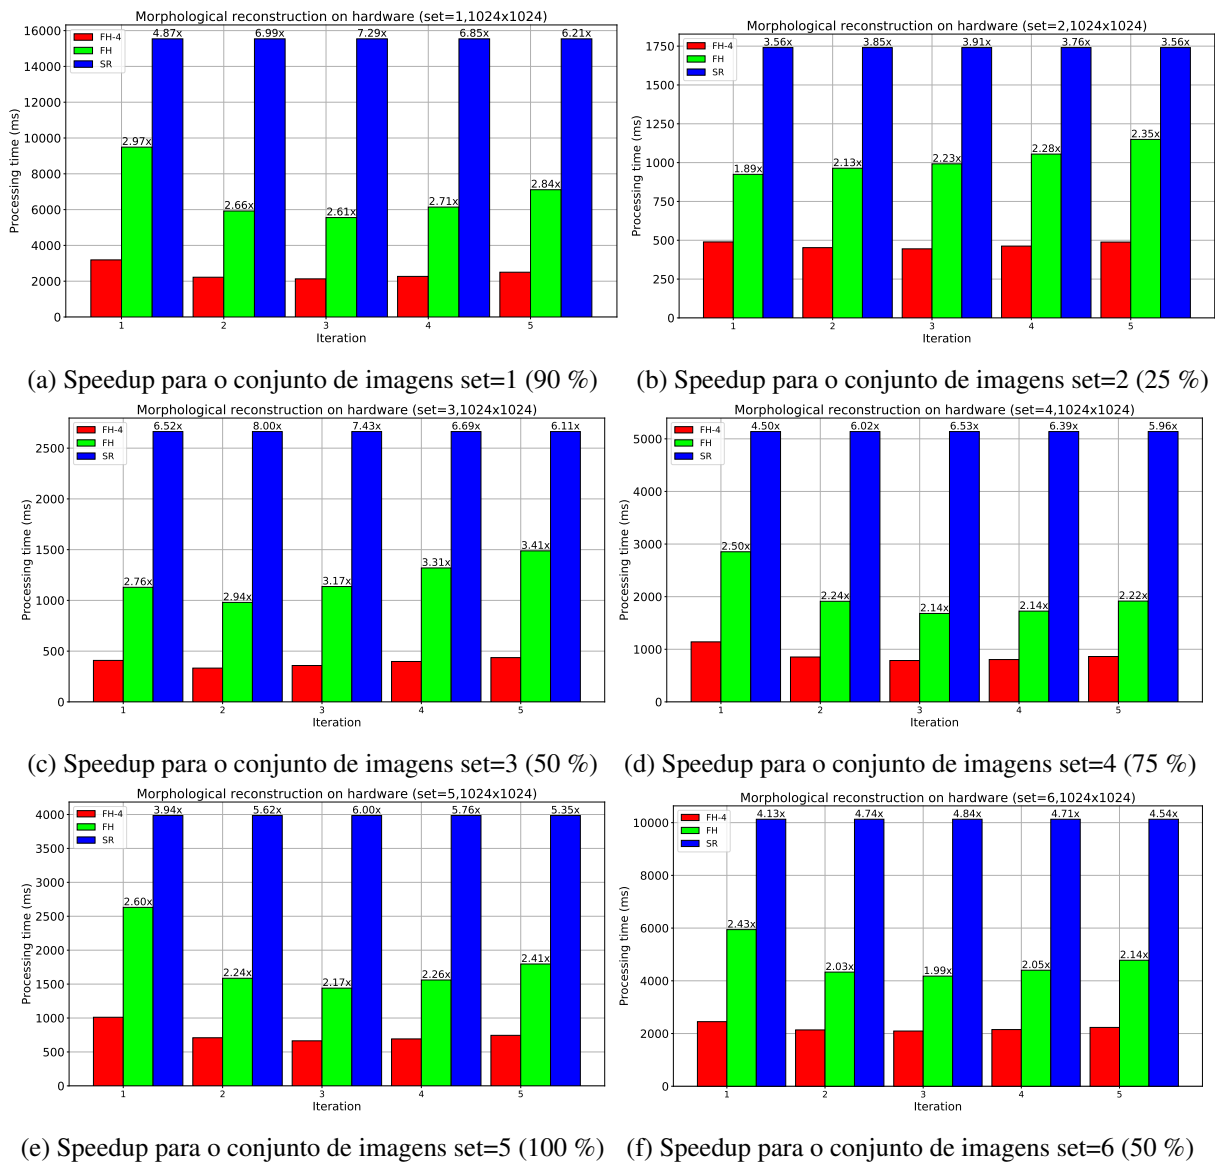 Morphological reconstruction on hardware (set=1,1024x1024)
FH-4
FH
SR
4.87x 6.99x 7.29x 6.85x 6.21x
2.97x 2.66x 2.61x 2.71x 2.84x
16000
14000
12000
10000
8000
6000
4000
2000
0
Processing time (ms)
1 2 3 4 5
Iteration
(a) Speedup para o conjunto de imagens set=1 (90 %)
Morphological reconstruction on hardware (set=2,1024x1024)
FH-4
FH
SR
3.56x 3.85x 3.91x 3.76x 3.56x
1.89x 2.13x 2.23x 2.28x 2.35x
1750
1500
1250
1000
750
500
250
0
Processing time (ms)
1 2 3 4 5
Iteration
(b) Speedup para o conjunto de imagens set=2 (25 %)
Morphological reconstruction on hardware (set=3,1024x1024)
FH-4
FH
SR
6.52x 8.00x 7.43x 6.69x 6.11x
2.76x 2.94x 3.17x 3.31x 3.41x
2500
2000
1500
1000
500
0
Processing time (ms)
1 2 3 4 5
Iteration
(c) Speedup para o conjunto de imagens set=3 (50 %)
Morphological reconstruction on hardware (set=4,1024x1024)
FH-4
FH
SR
4.50x 6.02x 6.53x 6.39x 5.96x
2.50x 2.24x 2.14x 2.14x 2.22x
5000
4000
3000
2000
1000
0
Processing time (ms)
1 2 3 4 5
Iteration
(d) Speedup para o conjunto de imagens set=4 (75 %)
Morphological reconstruction on hardware (set=5,1024x1024)
FH-4
FH
SR
3.94x 5.62x 6.00x 5.76x 5.35x
2.60x 2.24x 2.17x 2.26x 2.41x
4000
3500
3000
2500
2000
1500
1000
500
0
Processing time (ms)
1 2 3 4 5
Iteration
(e) Speedup para o conjunto de imagens set=5 (100 %)
Morphological reconstruction on hardware (set=6,1024x1024)
FH-4
FH
SR
4.13x 4.74x 4.84x 4.71x 4.54x
2.43x 2.03x 1.99x 2.05x 2.14x
10000
8000
6000
4000
2000
0
Processing time (ms)
1 2 3 4 5
Iteration
(f) Speedup para o conjunto de imagens set=6 (50 %)